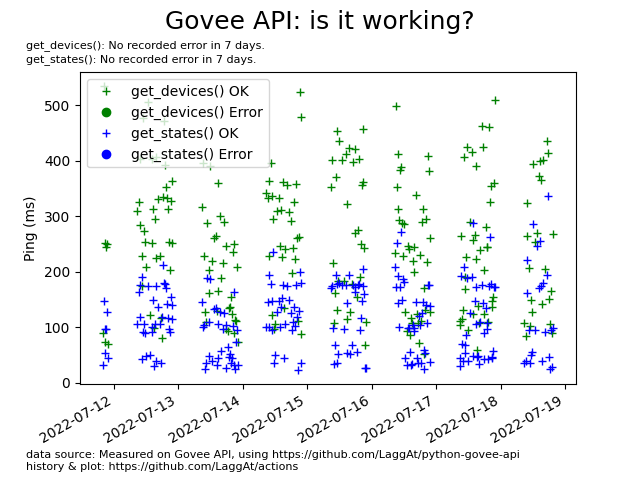 Govee API: is it working?
get_devices(): No recorded error in 7 days.
get_states(): No recorded error in 7 days.
get_devices() OK
get_devices() Error
get_states() OK
get_states() Error
Ping (ms)
500
400
300
200
100
0
2022-07-12
2022-07-13
2022-07-14
2022-07-15
2022-07-16
2022-07-17
2022-07-18
2022-07-19
data source: Measured on Govee API, using https://github.com/LaggAt/python-govee-api
history & plot: https://github.com/LaggAt/actions